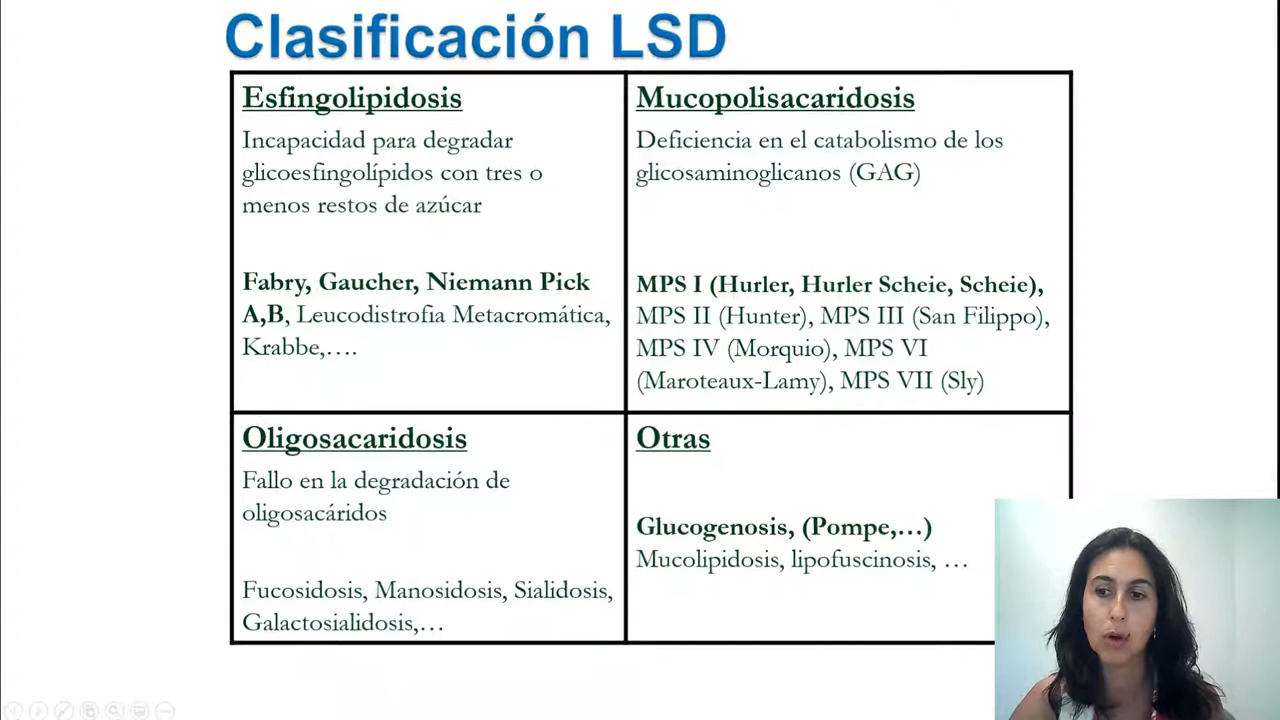 Clasificación LSD
Esfingolipidosis
Incapacidad para degradar
glicoesfingolípidos con tres o
menos restos de azúcar
Fabry, Gaucher, Niemann Pick
A,B, Leucodistrofia Metacromática,
Krabbe,….
Mucopolisacaridosis
Deficiencia en el catabolismo de los
glicosaminoglicanos (GAG)
MPS I (Hurler, Hurler Scheie, Scheie),
MPS II (Hunter), MPS III (San Filippo),
MPS IV (Morquio), MPS VI
(Maroteaux-Lamy), MPS VII (Sly)
Oligosacaridosis
Fallo en la degradación de
oligosacáridos
Fucosidosis, Manosidosis, Sialidosis,
Galactosialidosis,…
Otras
Glucogenosis, (Pompe,…)
Mucolipidosis, lipofuscinosis, …